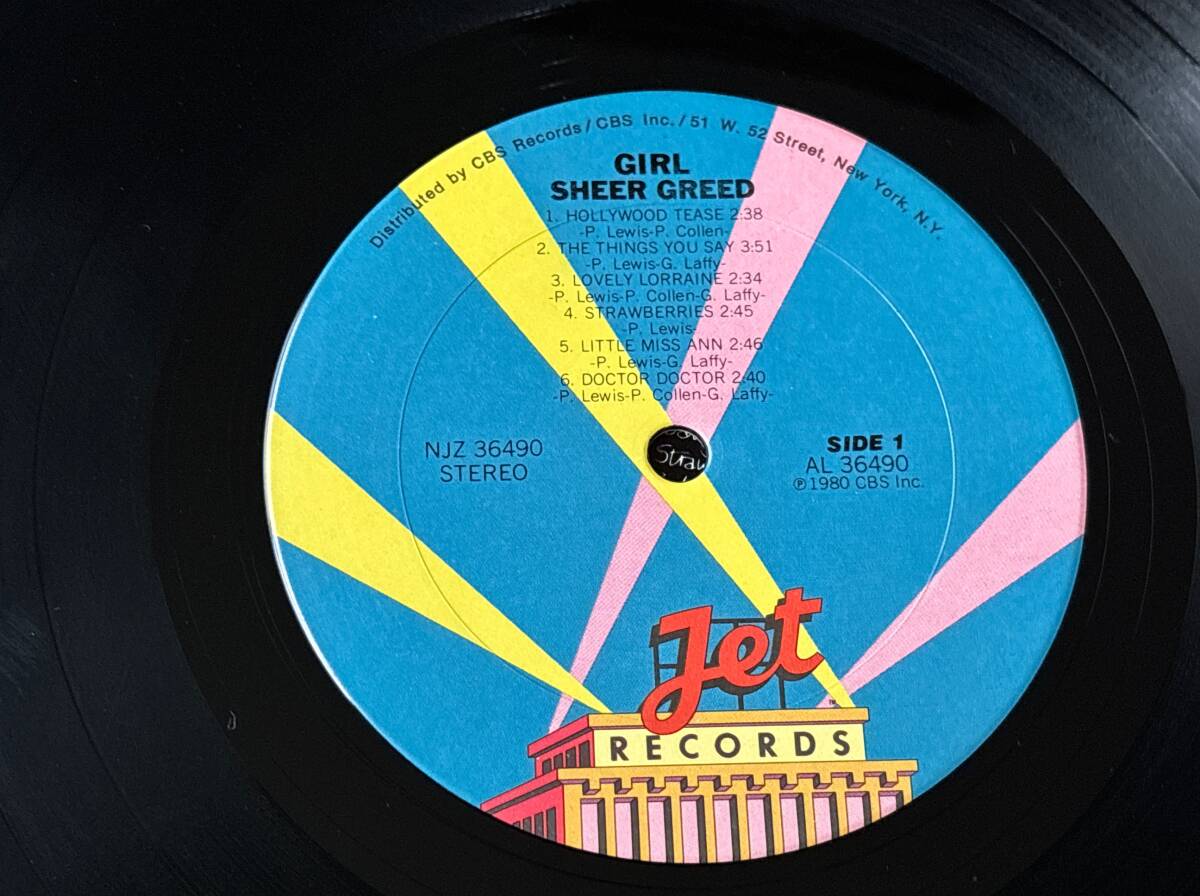 Distributed by CBS Records/CBS Inc./51 W. 52 Street, New York, N.Y.
GIRL
SHEER GREED
1. HOLLYWOOD TEASE 2:38
-P. Lewis-P. Collen-
2. THE THINGS YOU SAY 3:51
-P. Lewis-G. Laffy-
3. LOVELY LORRAINE 2:34
-P. Lewis-P. Collen-G. Laffy-
4. STRAWBERRIES 2:45
-P. Lewis-
5. LITTLE MISS ANN 2:46
-P. Lewis-G. Laffy-
6. DOCTOR DOCTOR 2:40
-P. Lewis-P. Collen-G. Laffy-
NJZ 36490
STEREO
SIDE 1
AL 36490
℗1980 CBS Inc.
Straw
Jet
TM
RECORDS